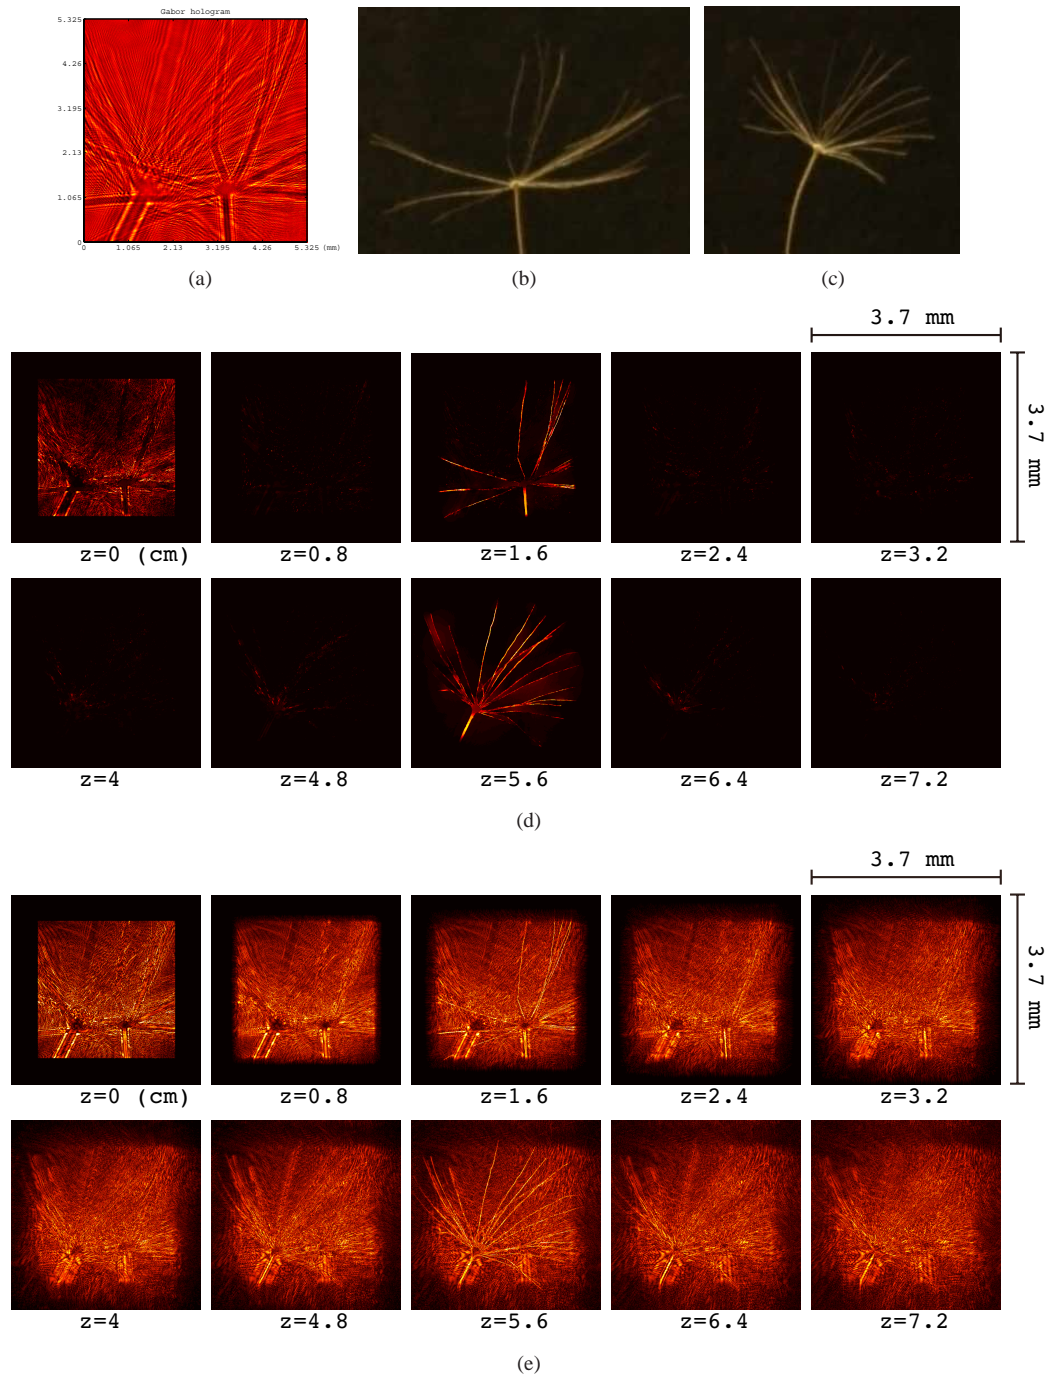 Gabor hologram
5.325
4.26
3.195
2.13
1.065
0
0 1.065 2.13 3.195 4.26 5.325 (mm)
(a) (b) (c)
3.7 mm
3.7 mm
z=0 (cm) z=0.8 z=1.6 z=2.4 z=3.2
z=4 z=4.8 z=5.6 z=6.4 z=7.2
(d)
3.7 mm
3.7 mm
z=0 (cm) z=0.8 z=1.6 z=2.4 z=3.2
z=4 z=4.8 z=5.6 z=6.4 z=7.2
(e)